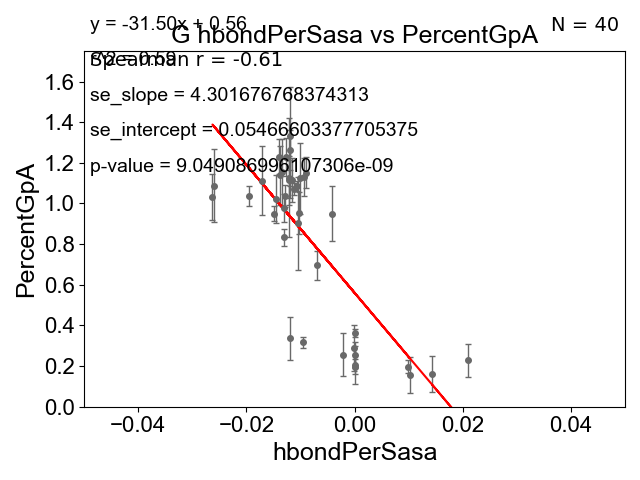 y = -31.50x + 0.56
N = 40
G hbondPerSasa vs PercentGpA
Spearman r = -0.61
se_slope = 4.301676768374313
se_intercept = 0.05466603377705375
p-value = 9.049086996107306e-09
PercentGpA
1.6
1.4
1.2
1.0
0.8
0.6
0.4
0.2
0.0
−0.04 −0.02 0.00 0.02 0.04
hbondPerSasa